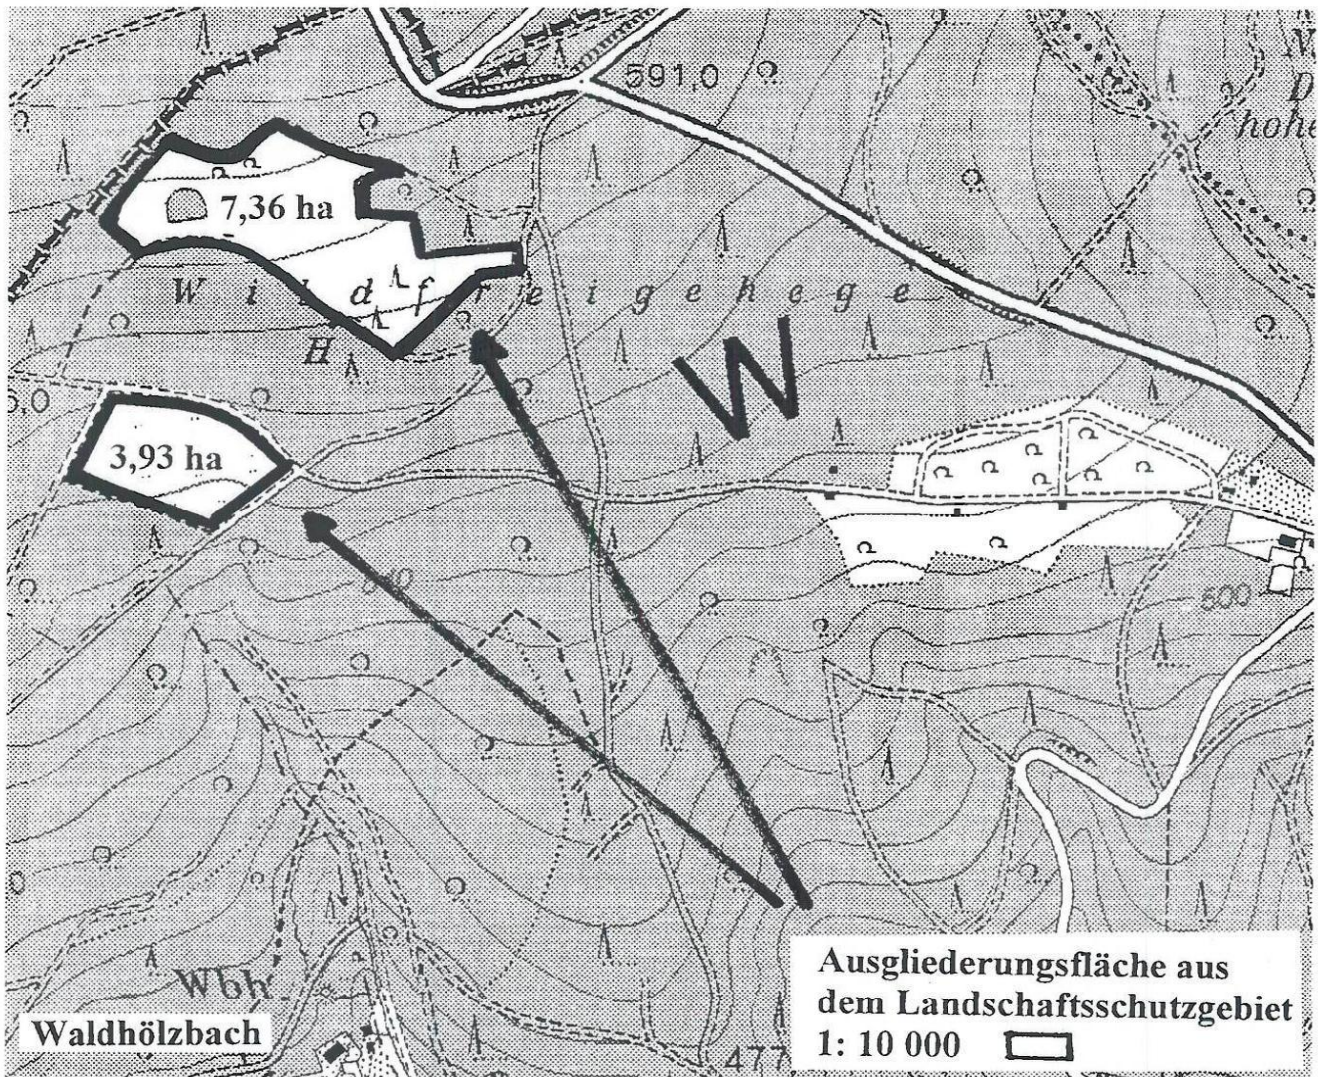 591,0
hohe
7,36 ha
Wildfreigehege
H
W
3,93 ha
500
Wbh
Waldhölzbach
477
Ausgliederungsfläche aus
dem Landschaftsschutzgebiet
1: 10 000